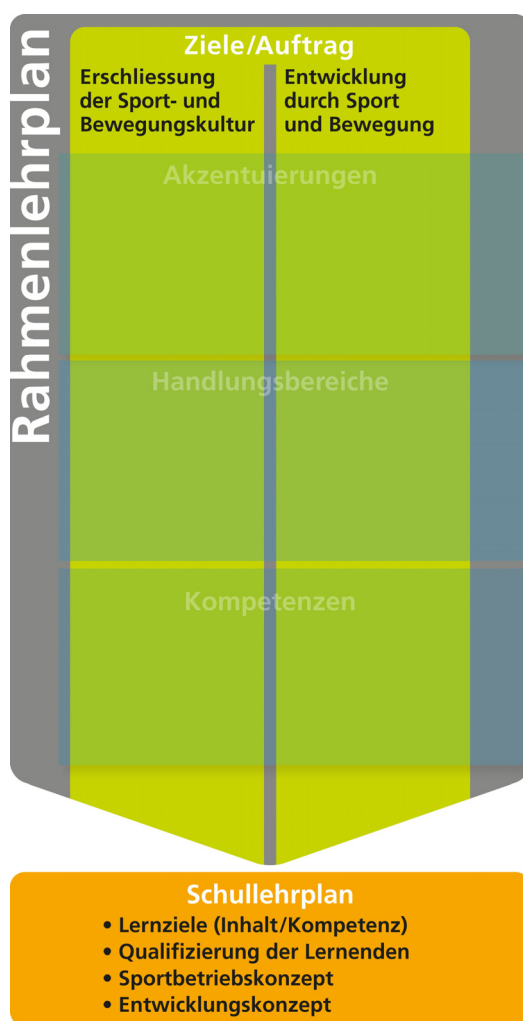 Rahmenlehrplan
Ziele/Auftrag
Erschliessung
der Sport- und
Bewegungskultur
Entwicklung
durch Sport
und Bewegung
Akzentuierungen
Handlungsbereiche
Kompetenzen
Schullehrplan
• Lernziele (Inhalt/Kompetenz)
• Qualifizierung der Lernenden
• Sportbetriebskonzept
• Entwicklungskonzept